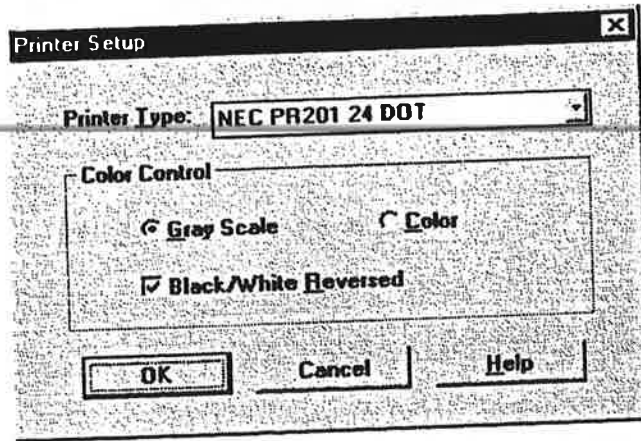 Printer Setup
Printer Type: NEC PR201 24 DOT
Color Control
Gray Scale Color
Black/White Reversed
OK Cancel Help